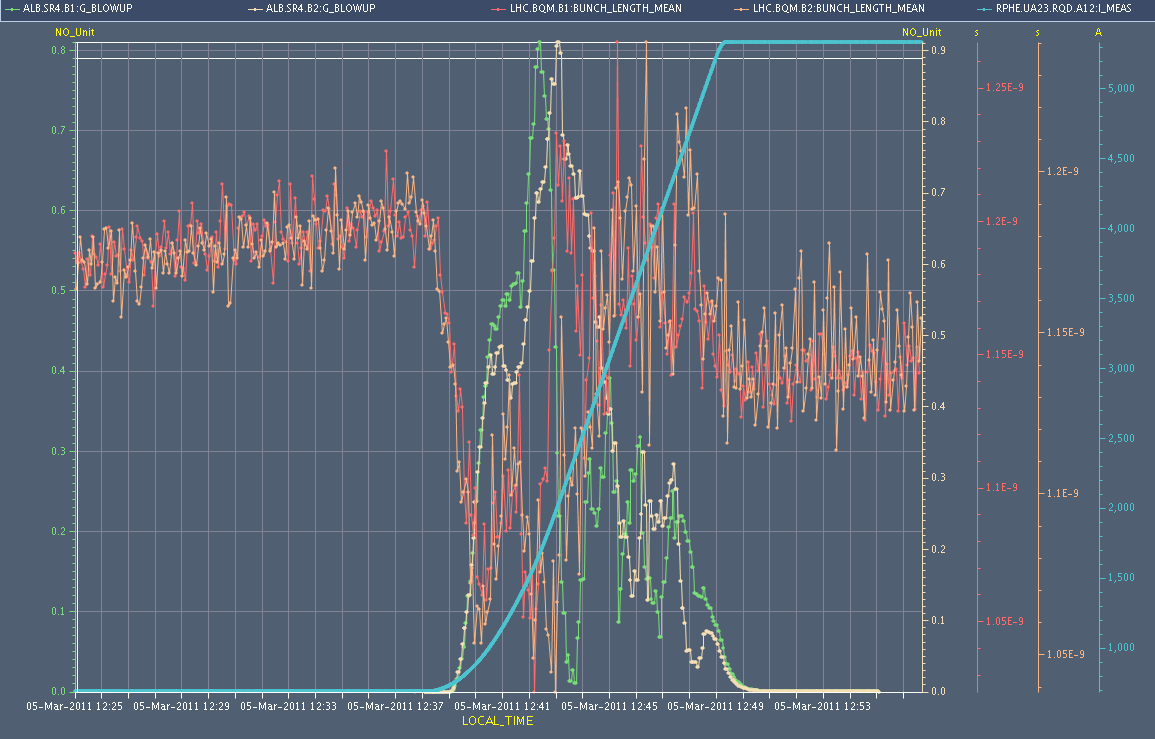 ALB.SR4.B1:G_BLOWUP ALB.SR4.B2:G_BLOWUP LHC.BQM.B1:BUNCH_LENGTH_MEAN LHC.BQM.B2:BUNCH_LENGTH_MEAN RPHE.UA23.RQD.A12:I_MEAS
NO_Unit NO_Unit s s A
0.8 0.9
1.25E-9 5,000
0.7 0.8
4,500
1.2E-9
0.6 0.7
1.2E-9 4,000
0.6
0.5 3,500
0.5 1.15E-9
1.15E-9
0.4 3,000
0.4
0.3 2,500
0.3
1.1E-9 1.1E-9
2,000
0.2 0.2
1,500
0.1 0.1 1.05E-9
1.05E-9 1,000
0.0 0.0
05-Mar-2011 12:25 05-Mar-2011 12:29 05-Mar-2011 12:33 05-Mar-2011 12:37 05-Mar-2011 12:41 05-Mar-2011 12:45 05-Mar-2011 12:49 05-Mar-2011 12:53
LOCAL_TIME